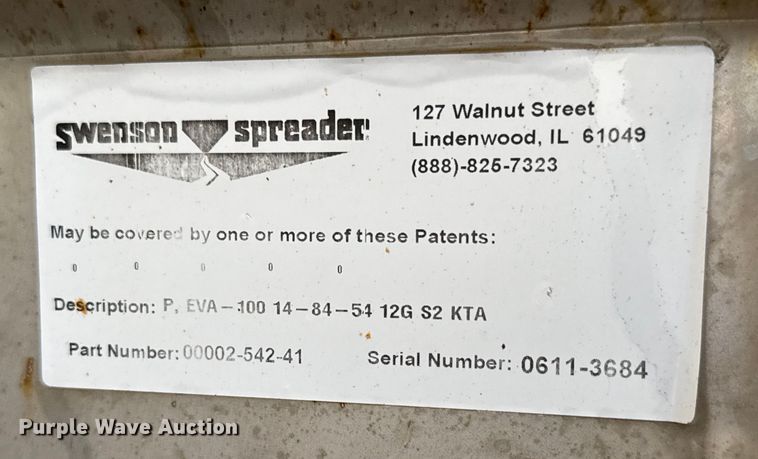 swenson spreader
127 Walnut Street
Lindenwood, IL 61049
(888)-825-7323
May be covered by one or more of these Patents:
0 0 0 0 0
Description: P, EVA-100 14-84-54 12G S2 KTA
Part Number: 00002-542-41
Serial Number: 0611-3684
Purple Wave Auction